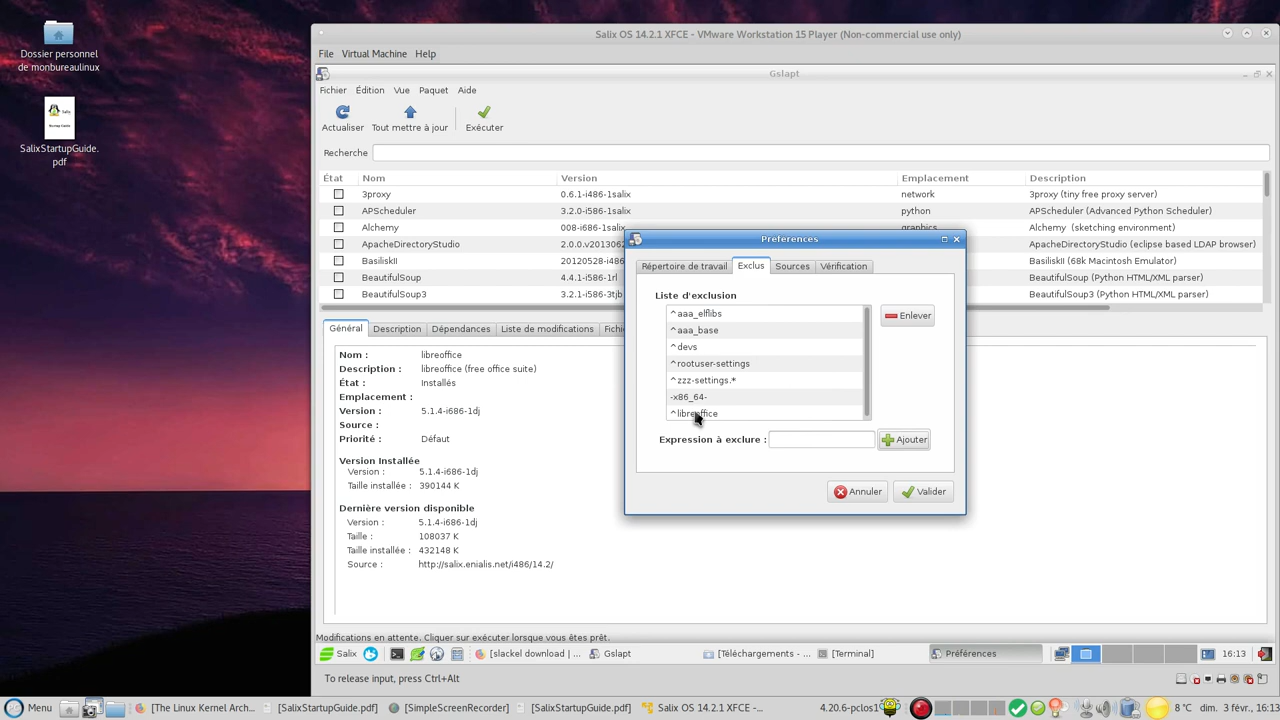 Dossier personnel
de monbureaulinux
SalixStartupGuide.
pdf
Salix OS 14.2.1 XFCE - VMware Workstation 15 Player (Non-commercial use only)
File Virtual Machine Help
Gslapt
Fichier Édition Vue Paquet Aide
Actualiser Tout mettre à jour Exécuter
Recherche
État Nom Version Emplacement Description
3proxy 0.6.1-i486-1salix network 3proxy (tiny free proxy server)
APScheduler 3.2.0-i586-1salix python APScheduler (Advanced Python Scheduler)
Alchemy 008-i686-1salix graphics Alchemy (sketching environment)
ApacheDirectoryStudio 2.0.0.v201306 ApacheDirectoryStudio (eclipse based LDAP browser)
BasiliskII 20120528-i486 BasiliskII (68k Macintosh Emulator)
BeautifulSoup 4.4.1-i586-1rl BeautifulSoup (Python HTML/XML parser)
BeautifulSoup3 3.2.1-i586-3tjb BeautifulSoup3 (Python HTML/XML parser)
Préférences
Répertoire de travail Exclus Sources Vérification
Liste d'exclusion
^aaa_elflibs
^aaa_base
^devs
^rootuser-settings
^zzz-settings.*
-x86_64-
^libreoffice
Enlever
Expression à exclure : Ajouter
Annuler Valider
Général Description Dépendances Liste de modifications Fichi
Nom : libreoffice
Description : libreoffice (free office suite)
État : Installés
Emplacement :
Version : 5.1.4-i686-1dj
Source :
Priorité : Défaut
Version Installée
Version : 5.1.4-i686-1dj
Taille installée : 390144 K
Dernière version disponible
Version : 5.1.4-i686-1dj
Taille : 108037 K
Taille installée : 432148 K
Source : http://salix.enialis.net/i486/14.2/
Modifications en attente. Cliquer sur exécuter lorsque vous êtes prêt.
Salix [slackel download | ... Gslapt [Téléchargements - ... [Terminal] Préférences 16:13
To release input, press Ctrl+Alt
Menu [The Linux Kernel Arch... [SalixStartupGuide.pdf] [SimpleScreenRecorder] [SalixStartupGuide.pdf] Salix OS 14.2.1 XFCE -... .20.6-pclos1 8 °C dim. 3 févr., 16:13